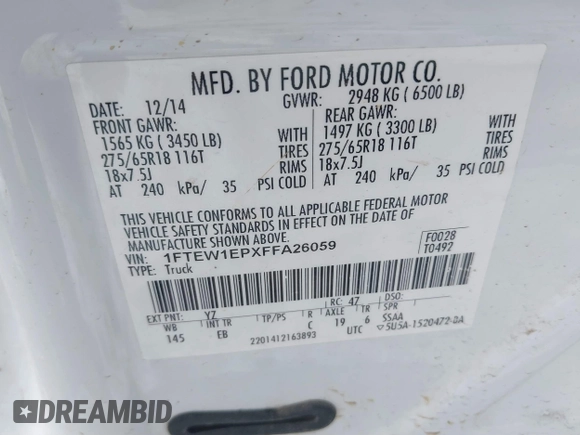 MFD. BY FORD MOTOR CO.
DATE: 12/14 GVWR: 2948 KG ( 6500 LB)
FRONT GAWR: REAR GAWR:
1565 KG ( 3450 LB) WITH 1497 KG ( 3300 LB) WITH
275/65R18 116T TIRES 275/65R18 116T TIRES
18x7.5J RIMS 18x7.5J RIMS
AT 240 kPa/ 35 PSI COLD AT 240 kPa/ 35 PSI COLD
THIS VEHICLE CONFORMS TO ALL APPLICABLE FEDERAL MOTOR
VEHICLE SAFETY STANDARDS IN EFFECT ON THE DATE OF
MANUFACTURE SHOWN ABOVE.
VIN: 1FTEW1EPXFFA26059
TYPE: Truck
F0028
T0492
EXT PNT: YZ RC: 47 DSO:
WB INT TR TP/PS R AXLE TR SPR
145 EB C 19 6 SSAA
2201412163893 UTC 5U5A-1520472-BA
DREAMBID